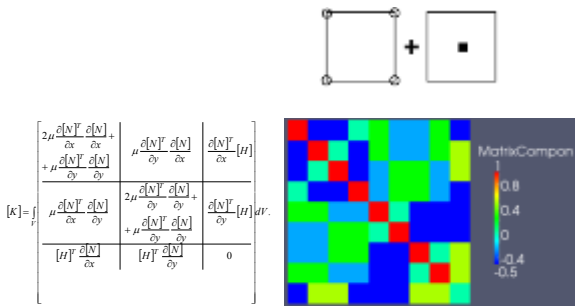 +
[K]=∫V [ 2μ ∂[N]^T/∂x ∂[N]/∂x + μ ∂[N]^T/∂y ∂[N]/∂y | μ ∂[N]^T/∂y ∂[N]/∂x | ∂[N]^T/∂x [H]
μ ∂[N]^T/∂x ∂[N]/∂y | 2μ ∂[N]^T/∂y ∂[N]/∂y + + μ ∂[N]^T/∂x ∂[N]/∂x | ∂[N]^T/∂y [H]
[H]^T ∂[N]/∂x | [H]^T ∂[N]/∂y | 0 ] dV.
MatrixCompon
1
0.8
0.4
0
-0.4
-0.5